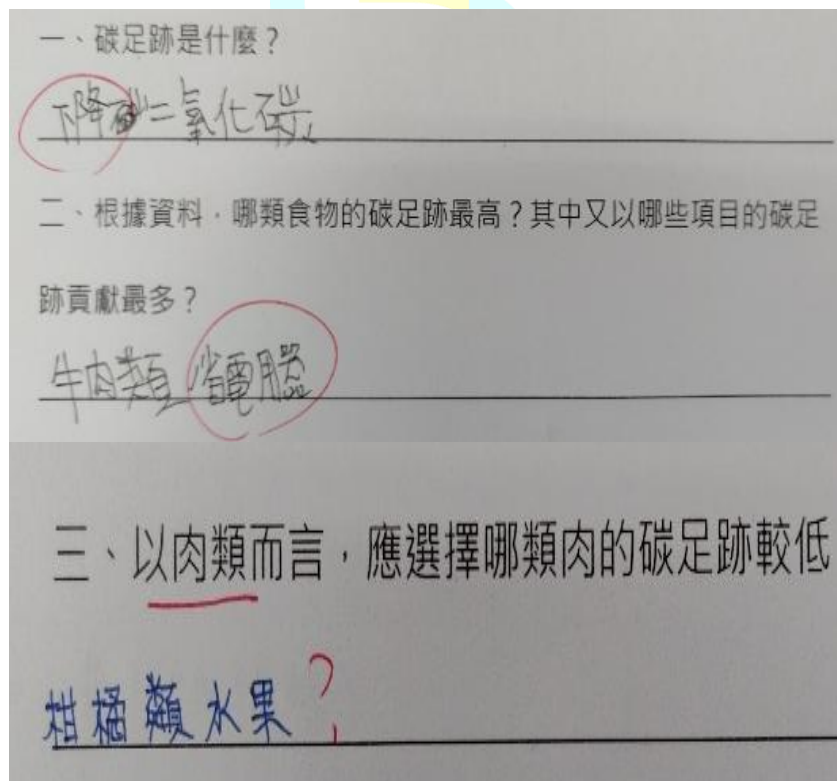 一、碳足跡是什麼？
下降二氧化碳
二、根據資料，哪類食物的碳足跡最高？其中又以哪些項目的碳足
跡貢獻最多？
牛肉類 省電腦
三、以肉類而言，應選擇哪類肉的碳足跡較低
柑橘類水果？